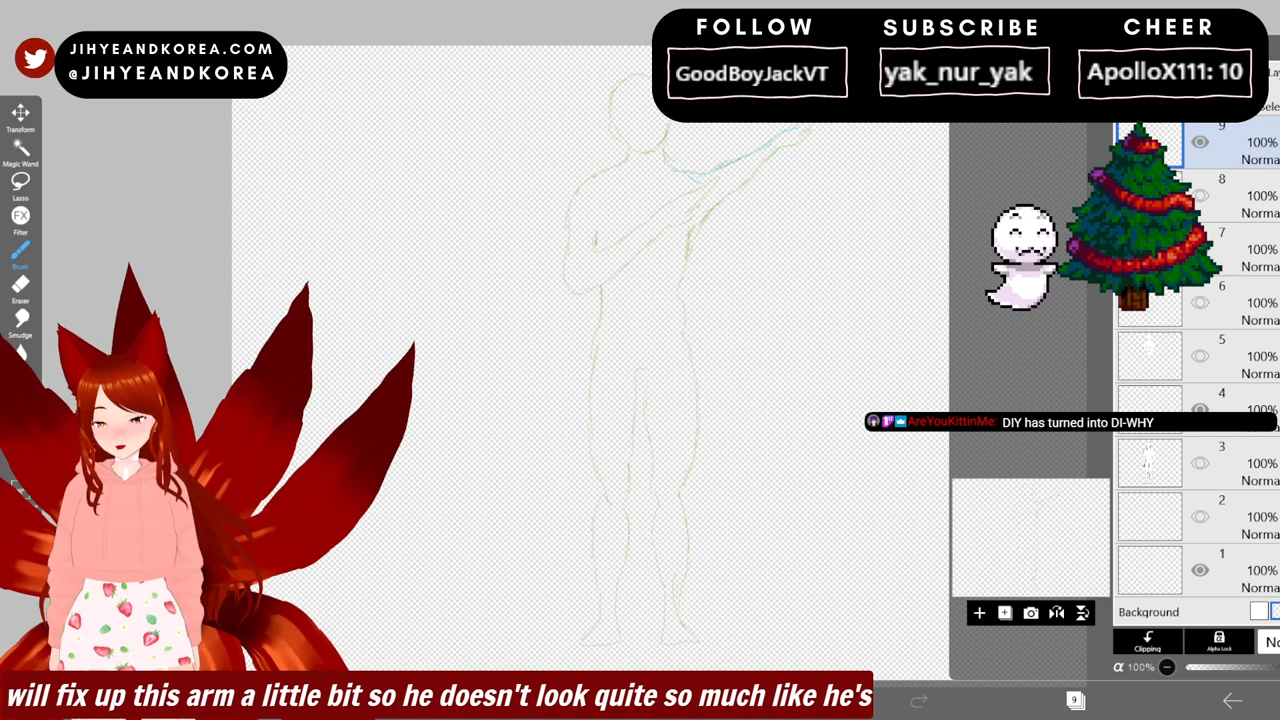 JIHYEANDKOREA.COM
@JIHYEANDKOREA
FOLLOW
GoodBoyJackVT
SUBSCRIBE
yak_nur_yak
CHEER
ApolloX111: 10
Transform
Magic Wand
Lasso
FX
Filter
Brush
Eraser
Smudge
9
100%
Norma
8
100%
Norma
7
100%
Norma
6
100%
Norma
5
100%
Norma
4
100%
AreYouKittinMe: DIY has turned into DI-WHY
3
100%
Norma
2
100%
Norma
1
100%
Norma
Background
Clipping
Alpha Lock
No
α 100%
9
will fix up this arm a little bit so he doesn't look quite so much like he's